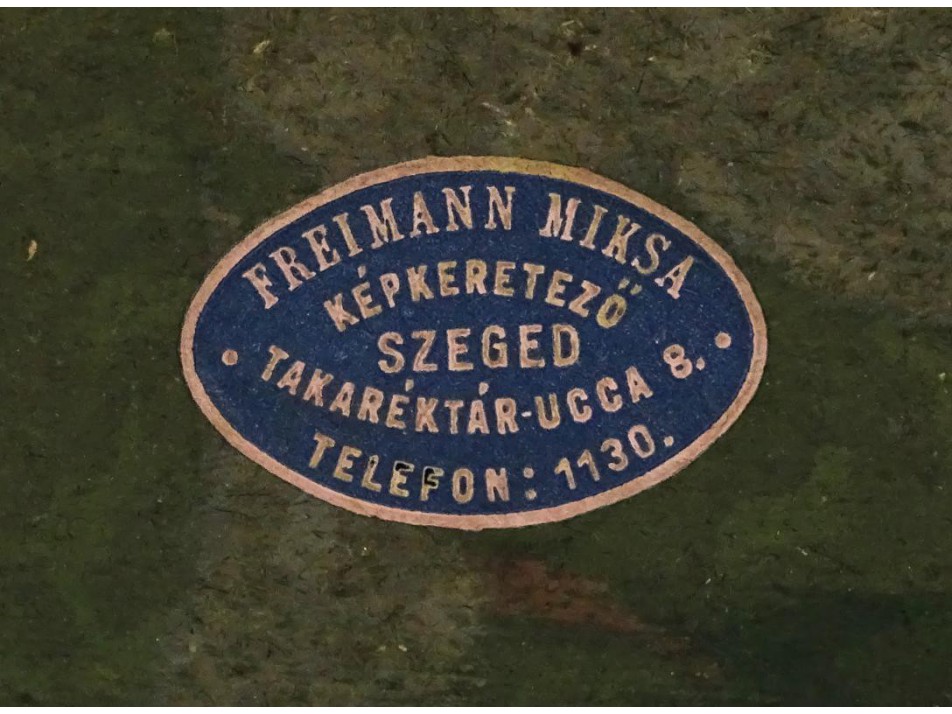 FREIMANN MIKSA
KÉPKERETEZŐ
SZEGED
• TAKARÉKTÁR-UCCA 8. •
TELEFON: 1130.